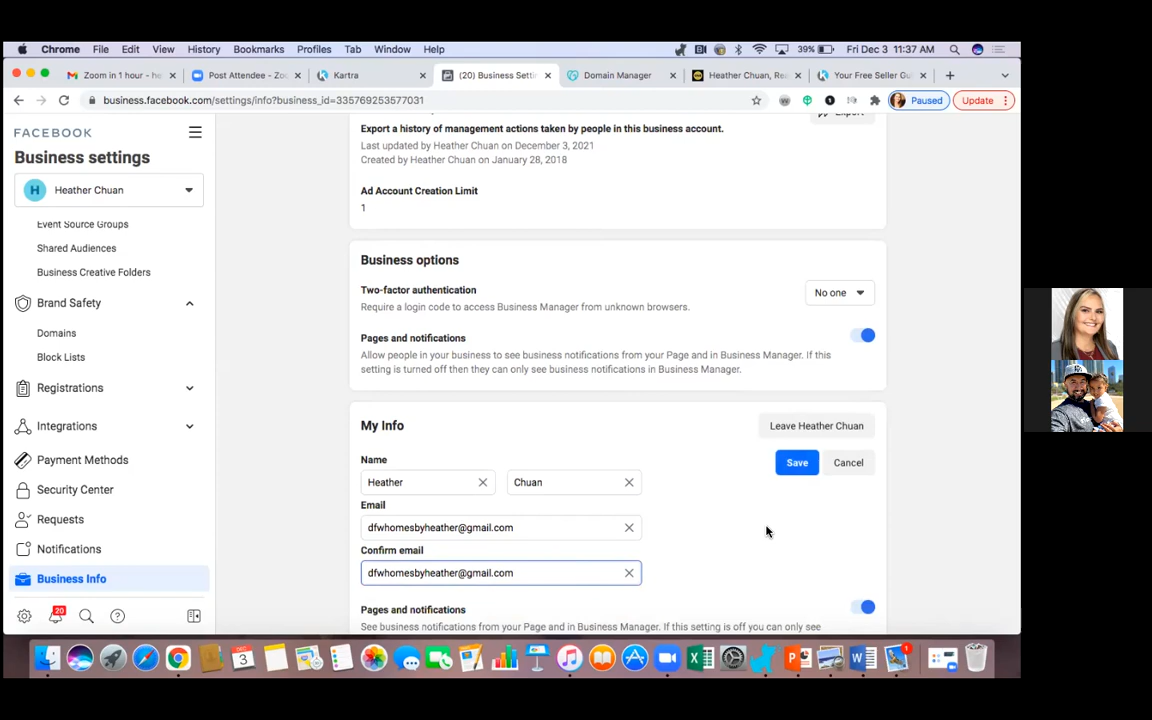 Chrome File Edit View History Bookmarks Profiles Tab Window Help 39% Fri Dec 3 11:37 AM
Zoom in 1 hour - he Post Attendee - Zoo Kartra (20) Business Setti Domain Manager Heather Chuan, Rea Your Free Seller Gu
business.facebook.com/settings/info?business_id=335769253577031 Paused Update
FACEBOOK
Business settings
H Heather Chuan
Event Source Groups
Shared Audiences
Business Creative Folders
Brand Safety
Domains
Block Lists
Registrations
Integrations
Payment Methods
Security Center
Requests
Notifications
Business Info
20
Export
Export a history of management actions taken by people in this business account.
Last updated by Heather Chuan on December 3, 2021
Created by Heather Chuan on January 28, 2018
Ad Account Creation Limit
1
Business options
Two-factor authentication
No one
Require a login code to access Business Manager from unknown browsers.
Pages and notifications
Allow people in your business to see business notifications from your Page and in Business Manager. If this
setting is turned off then they can only see business notifications in Business Manager.
My Info
Leave Heather Chuan
Name
Save Cancel
Heather Chuan
Email
dfwhomesbyheather@gmail.com
Confirm email
dfwhomesbyheather@gmail.com
Pages and notifications
See business notifications from your Page and in Business Manager. If this setting is off you can only see